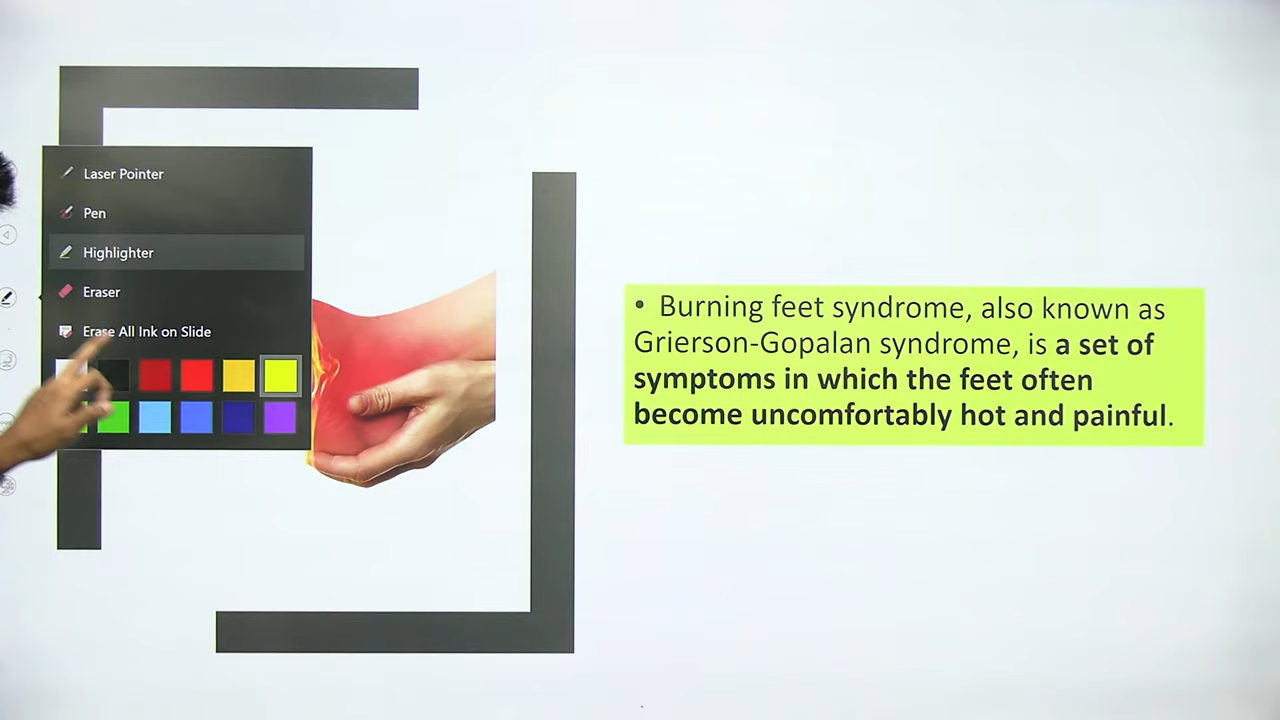 Laser Pointer
Pen
Highlighter
Eraser
Erase All Ink on Slide
• Burning feet syndrome, also known as
Grierson-Gopalan syndrome, is a set of
symptoms in which the feet often
become uncomfortably hot and painful.